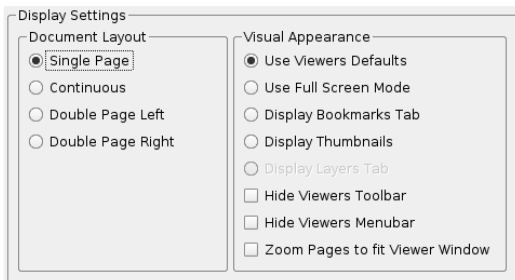 Display Settings
Document Layout
Single Page
Continuous
Double Page Left
Double Page Right
Visual Appearance
Use Viewers Defaults
Use Full Screen Mode
Display Bookmarks Tab
Display Thumbnails
Display Layers Tab
Hide Viewers Toolbar
Hide Viewers Menubar
Zoom Pages to fit Viewer Window